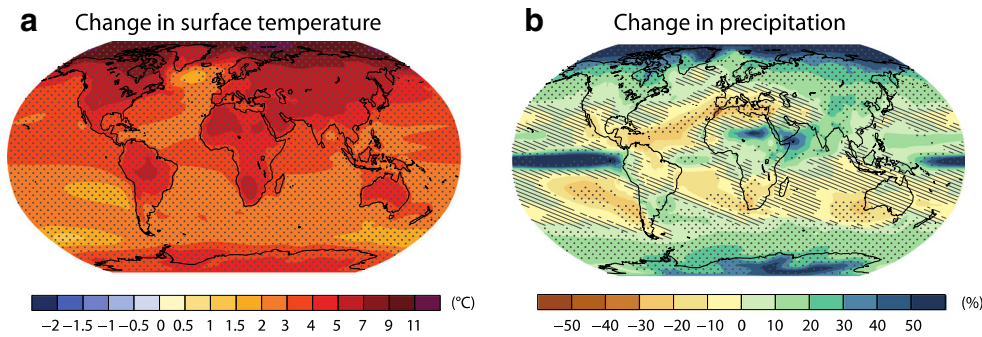 a Change in surface temperature
b Change in precipitation
−2 −1.5 −1 −0.5 0 0.5 1 1.5 2 3 4 5 7 9 11 (°C)
−50 −40 −30 −20 −10 0 10 20 30 40 50 (%)